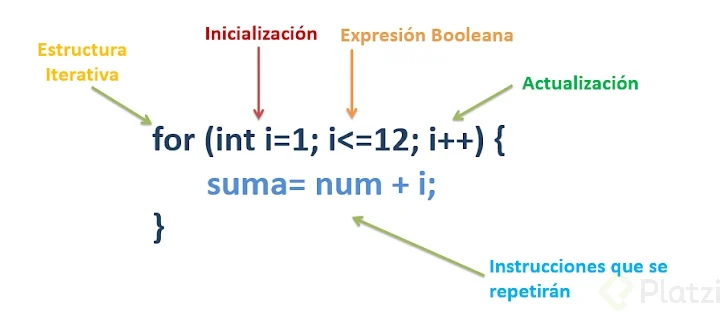 Estructura
Iterativa
Inicialización
Expresión Booleana
Actualización
for (int i=1; i<=12; i++) {
suma= num + i;
}
Instrucciones que se
repetirán
Platzi